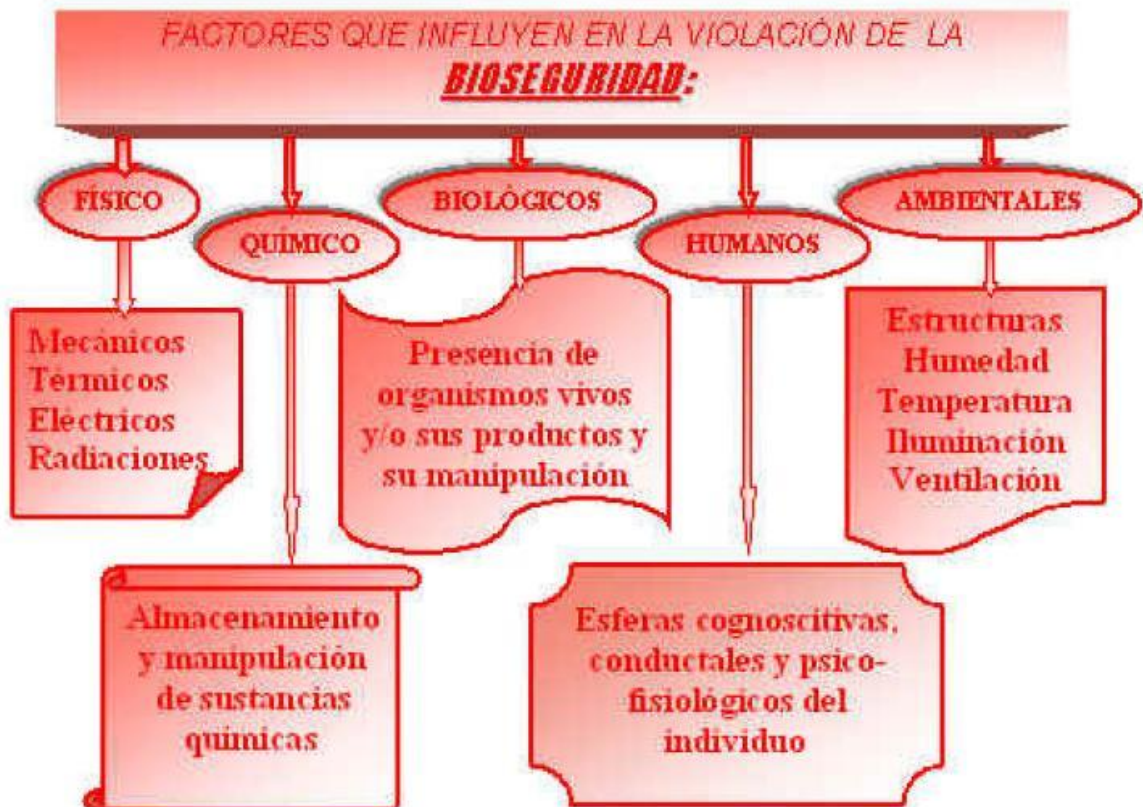 FACTORES QUE INFLUYEN EN LA VIOLACIÓN DE LA
BIOSEGURIDAD:
FÍSICO
QUÍMICO
BIOLÓGICOS
HUMANOS
AMBIENTALES
Mecánicos
Térmicos
Eléctricos
Radiaciones
Presencia de
organismos vivos
y/o sus productos y
su manipulación
Estructuras
Humedad
Temperatura
Iluminación
Ventilación
Almacenamiento
y manipulación
de sustancias
químicas
Esferas cognoscitivas,
conductales y psico-
fisiológicos del
individuo